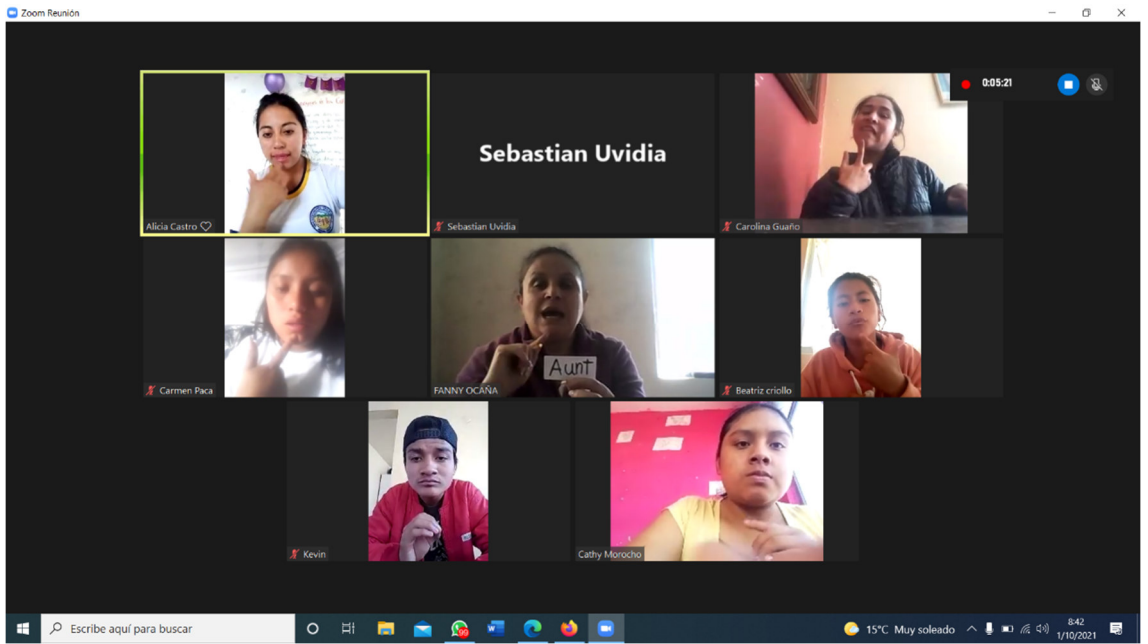 Zoom Reunión
0:05:21
Sebastian Uvidia
Alicia Castro
Sebastian Uvidia
Carolina Guaño
Aunt
Carmen Paca
FANNY OCAÑA
Beatriz criollo
Kevin
Cathy Morocho
Escribe aquí para buscar
99
15°C Muy soleado
8:42
1/10/2021